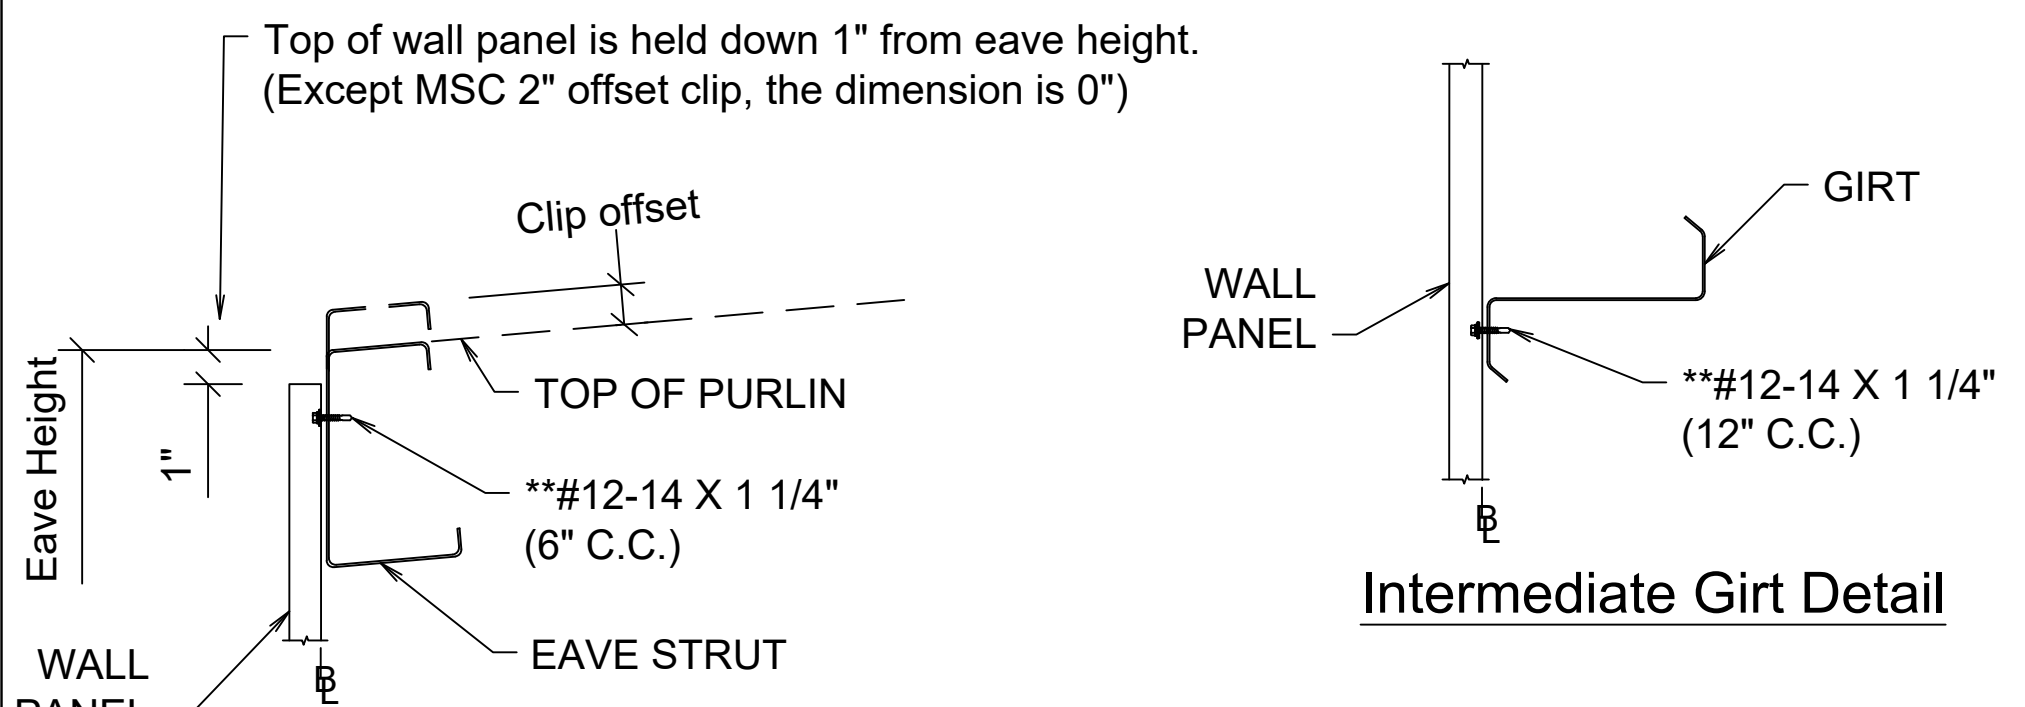 Top of wall panel is held down 1" from eave height.
(Except MSC 2" offset clip, the dimension is 0")
Clip offset
TOP OF PURLIN
Eave Height
1"
**#12-14 X 1 1/4"
(6" C.C.)
EAVE STRUT
WALL
PANEL
BL
GIRT
WALL
PANEL
**#12-14 X 1 1/4"
(12" C.C.)
BL
Intermediate Girt Detail